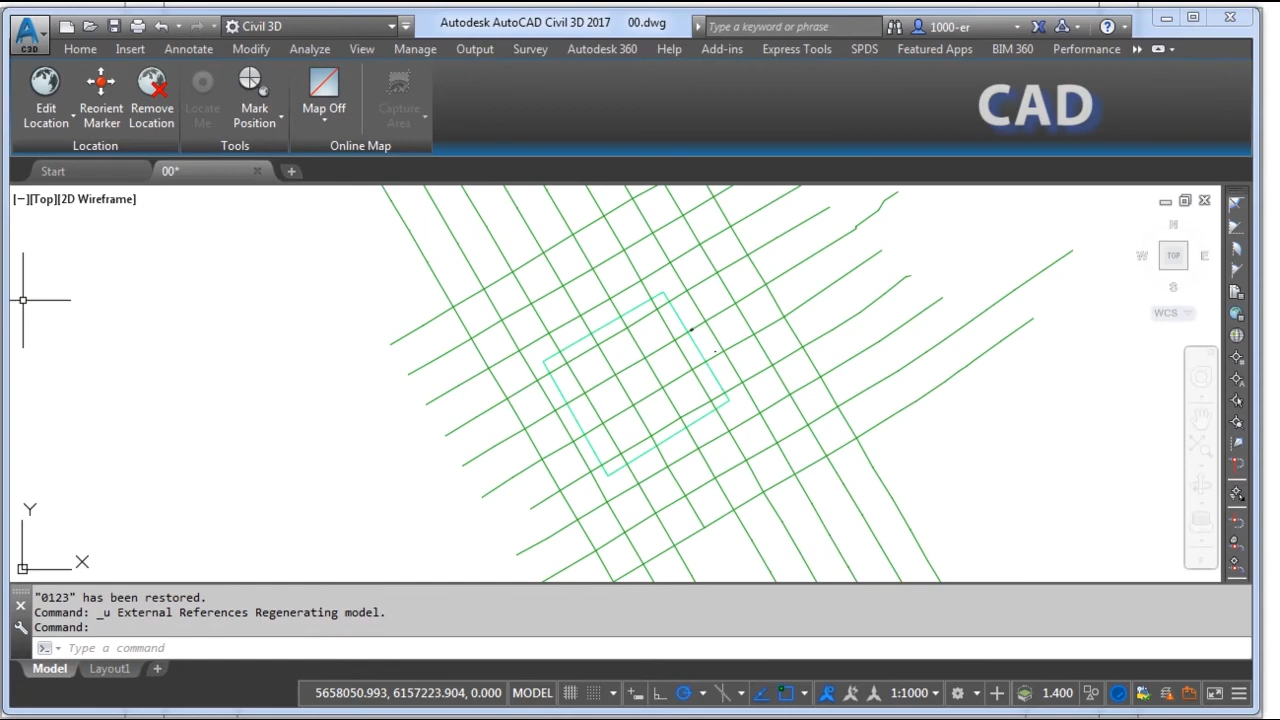 Civil 3D
Autodesk AutoCAD Civil 3D 2017 00.dwg
Type a keyword or phrase
1000-er
C3D
Home Insert Annotate Modify Analyze View Manage Output Survey Autodesk 360 Help Add-ins Express Tools SPDS Featured Apps BIM 360 Performance
Edit Location
Reorient Marker
Remove Location
Locate Me
Mark Position
Map Off
Capture Area
CAD
Location Tools Online Map
Start 00*
[−][Top][2D Wireframe]
N
W TOP E
S
WCS
Y
X
"0123" has been restored.
Command: _u External References Regenerating model.
Command:
Type a command
Model Layout1
5658050.993, 6157223.904, 0.000 MODEL 1:1000 1.400